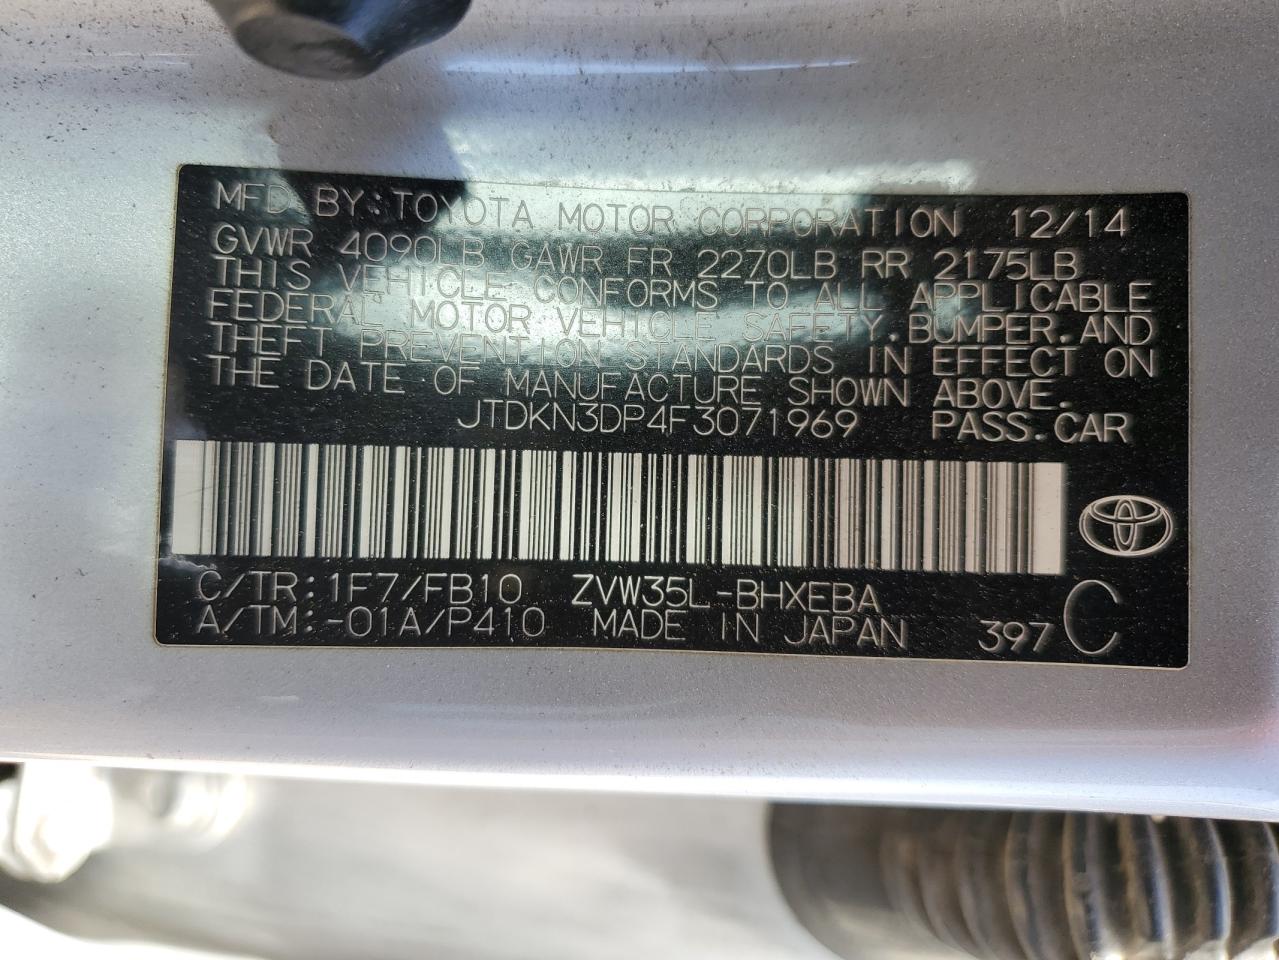 MFD BY:TOYOTA MOTOR CORPORATION 12/14
GVWR 4090LB GAWR FR 2270LB RR 2175LB
THIS VEHICLE CONFORMS TO ALL APPLICABLE
FEDERAL MOTOR VEHICLE SAFETY,BUMPER,AND
THEFT PREVENTION STANDARDS IN EFFECT ON
THE DATE OF MANUFACTURE SHOWN ABOVE.
JTDKN3DP4F3071969 PASS.CAR
C/TR:1F7/FB10 ZVW35L-BHXEBA
A/TM:-01A/P410 MADE IN JAPAN 397 C